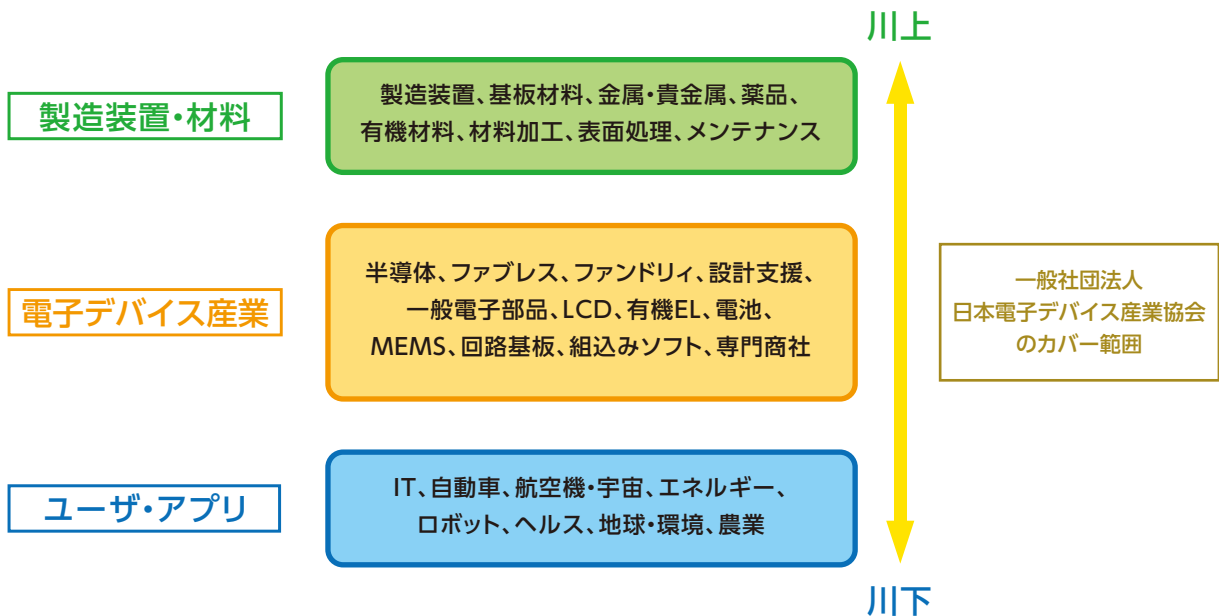 川上
製造装置・材料
製造装置、基板材料、金属・貴金属、薬品、
有機材料、材料加工、表面処理、メンテナンス
電子デバイス産業
半導体、ファブレス、ファンドリィ、設計支援、
一般電子部品、LCD、有機EL、電池、
MEMS、回路基板、組込みソフト、専門商社
一般社団法人
日本電子デバイス産業協会
のカバー範囲
ユーザ・アプリ
IT、自動車、航空機・宇宙、エネルギー、
ロボット、ヘルス、地球・環境、農業
川下